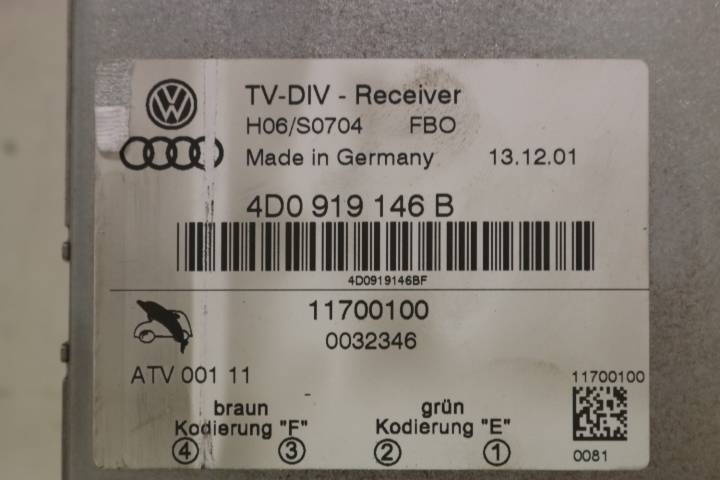 TV-DIV - Receiver
H06/S0704 FBO
Made in Germany 13.12.01
4D0 919 146 B
4D0919146BF
11700100
0032346
ATV 001 11
11700100
braun grün
Kodierung "F" Kodierung "E"
4 3 2 1
0081